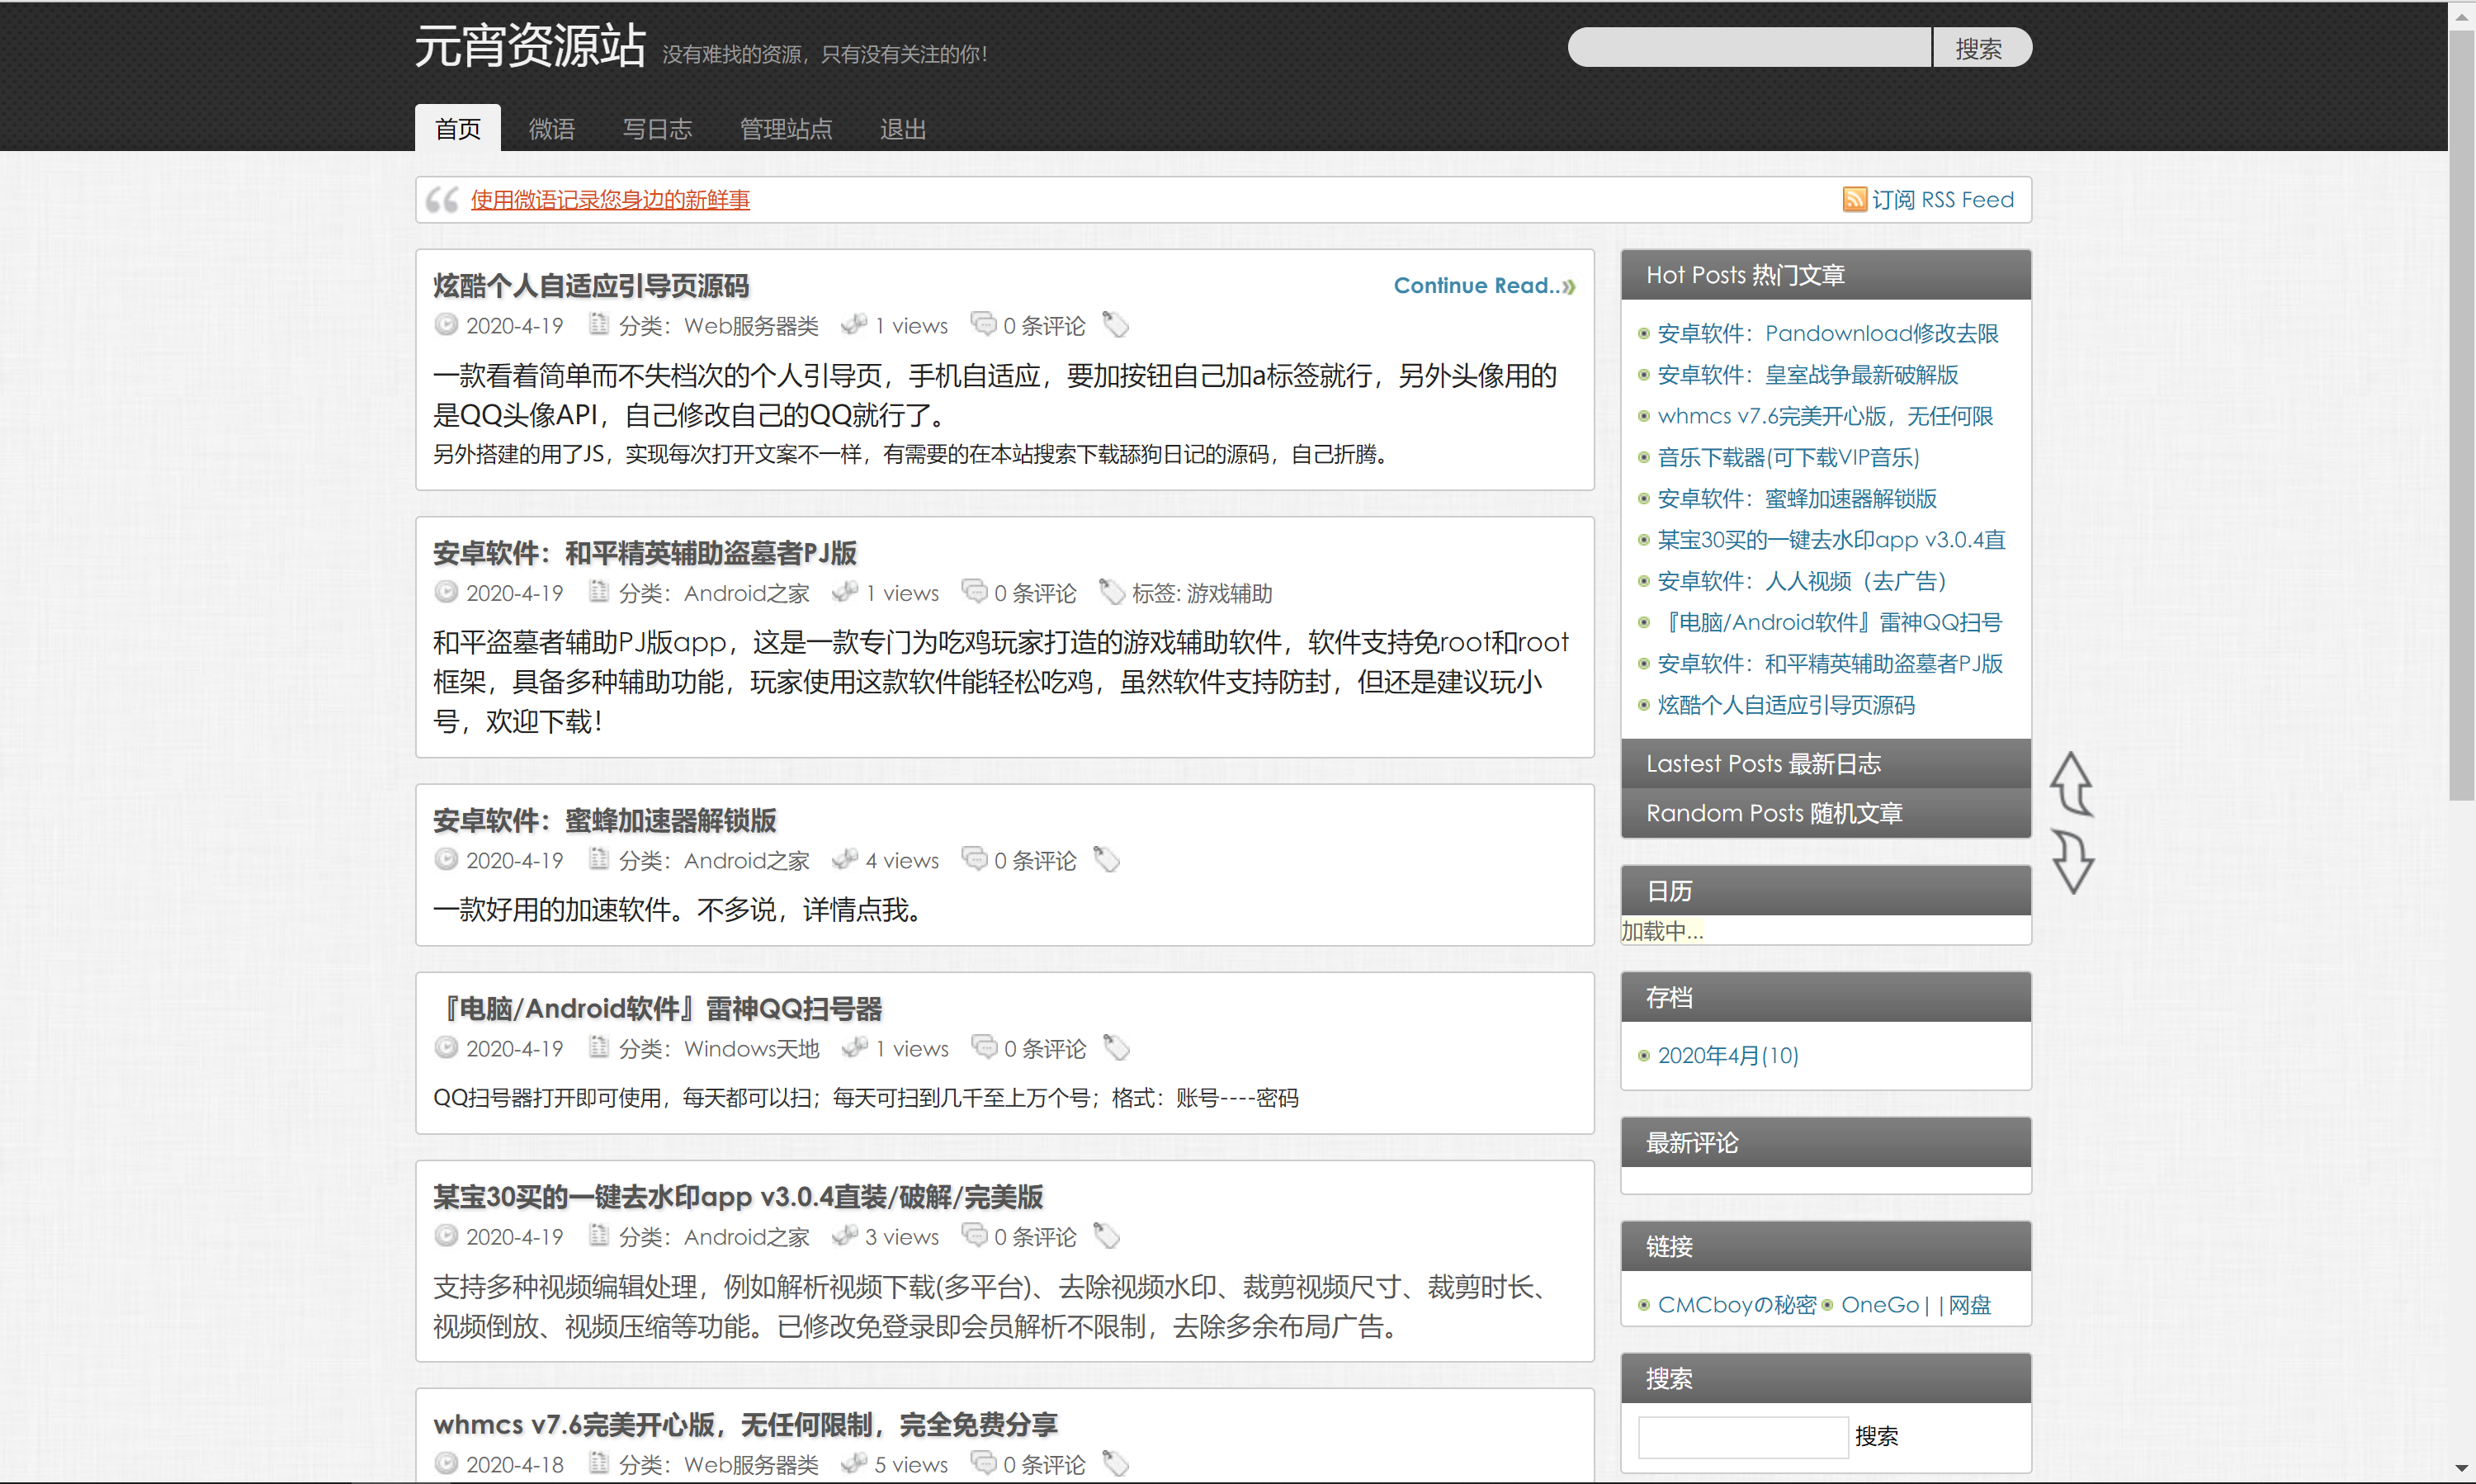 元宵资源站 没有难找的资源，只有没有关注的你！
搜索
首页 微语 写日志 管理站点 退出
使用微语记录您身边的新鲜事
订阅 RSS Feed
炫酷个人自适应引导页源码
Continue Read..
2020-4-19 分类：Web服务器类 1 views 0 条评论
一款看着简单而不失档次的个人引导页，手机自适应，要加按钮自己加a标签就行，另外头像用的
是QQ头像API，自己修改自己的QQ就行了。
另外搭建的用了JS，实现每次打开文案不一样，有需要的在本站搜索下载舔狗日记的源码，自己折腾。
安卓软件：和平精英辅助盗墓者PJ版
2020-4-19 分类：Android之家 1 views 0 条评论 标签: 游戏辅助
和平盗墓者辅助PJ版app，这是一款专门为吃鸡玩家打造的游戏辅助软件，软件支持免root和root
框架，具备多种辅助功能，玩家使用这款软件能轻松吃鸡，虽然软件支持防封，但还是建议玩小
号，欢迎下载！
安卓软件：蜜蜂加速器解锁版
2020-4-19 分类：Android之家 4 views 0 条评论
一款好用的加速软件。不多说，详情点我。
『电脑/Android软件』雷神QQ扫号器
2020-4-19 分类：Windows天地 1 views 0 条评论
QQ扫号器打开即可使用，每天都可以扫；每天可扫到几千至上万个号；格式：账号----密码
某宝30买的一键去水印app v3.0.4直装/破解/完美版
2020-4-19 分类：Android之家 3 views 0 条评论
支持多种视频编辑处理，例如解析视频下载(多平台)、去除视频水印、裁剪视频尺寸、裁剪时长、
视频倒放、视频压缩等功能。已修改免登录即会员解析不限制，去除多余布局广告。
whmcs v7.6完美开心版，无任何限制，完全免费分享
2020-4-18 分类：Web服务器类 5 views 0 条评论
Hot Posts 热门文章
安卓软件：Pandownload修改去限
安卓软件：皇室战争最新破解版
whmcs v7.6完美开心版，无任何限
音乐下载器(可下载VIP音乐)
安卓软件：蜜蜂加速器解锁版
某宝30买的一键去水印app v3.0.4直
安卓软件：人人视频（去广告）
『电脑/Android软件』雷神QQ扫号
安卓软件：和平精英辅助盗墓者PJ版
炫酷个人自适应引导页源码
Lastest Posts 最新日志
Random Posts 随机文章
日历
加载中...
存档
2020年4月(10)
最新评论
链接
CMCboyの秘密 OneGo||网盘
搜索
搜索